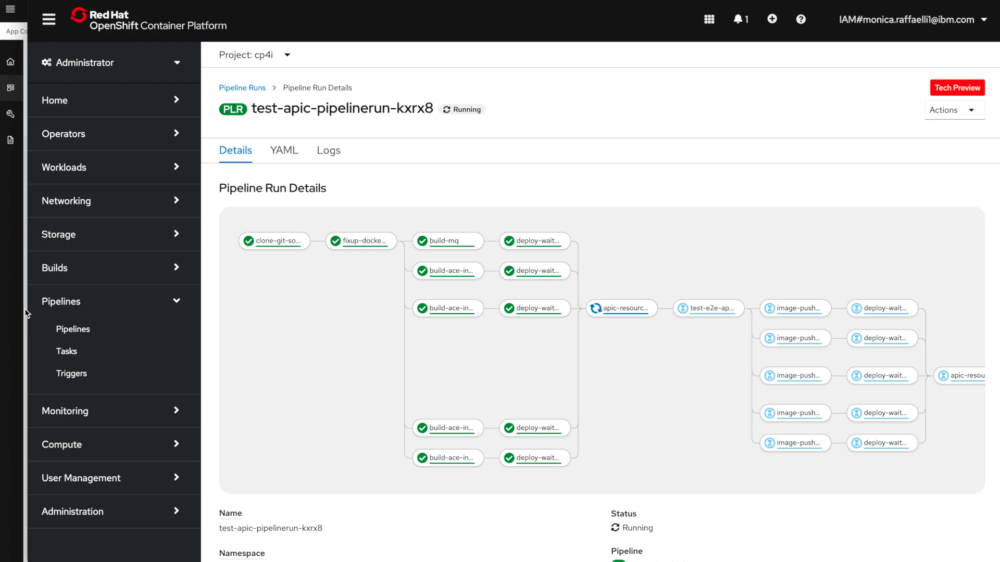 App Co
Red Hat
OpenShift Container Platform
1
IAM#monica.raffaelli1@ibm.com
Administrator
Home
Operators
Workloads
Networking
Storage
Builds
Pipelines
Pipelines
Tasks
Triggers
Monitoring
Compute
User Management
Administration
Project: cp4i
Pipeline Runs > Pipeline Run Details
Tech Preview
PLR test-apic-pipelinerun-kxrx8 Running
Actions
Details YAML Logs
Pipeline Run Details
clone-git-so... fixup-docke... build-mq deploy-wait...
build-ace-in... deploy-wait...
build-ace-in... deploy-wait... apic-resourc... test-e2e-ap... image-push... deploy-wait...
image-push... deploy-wait...
image-push... deploy-wait... apic-resou
image-push... deploy-wait...
build-ace-in... deploy-wait...
image-push... deploy-wait...
build-ace-in... deploy-wait...
Name
test-apic-pipelinerun-kxrx8
Namespace
Status
Running
Pipeline